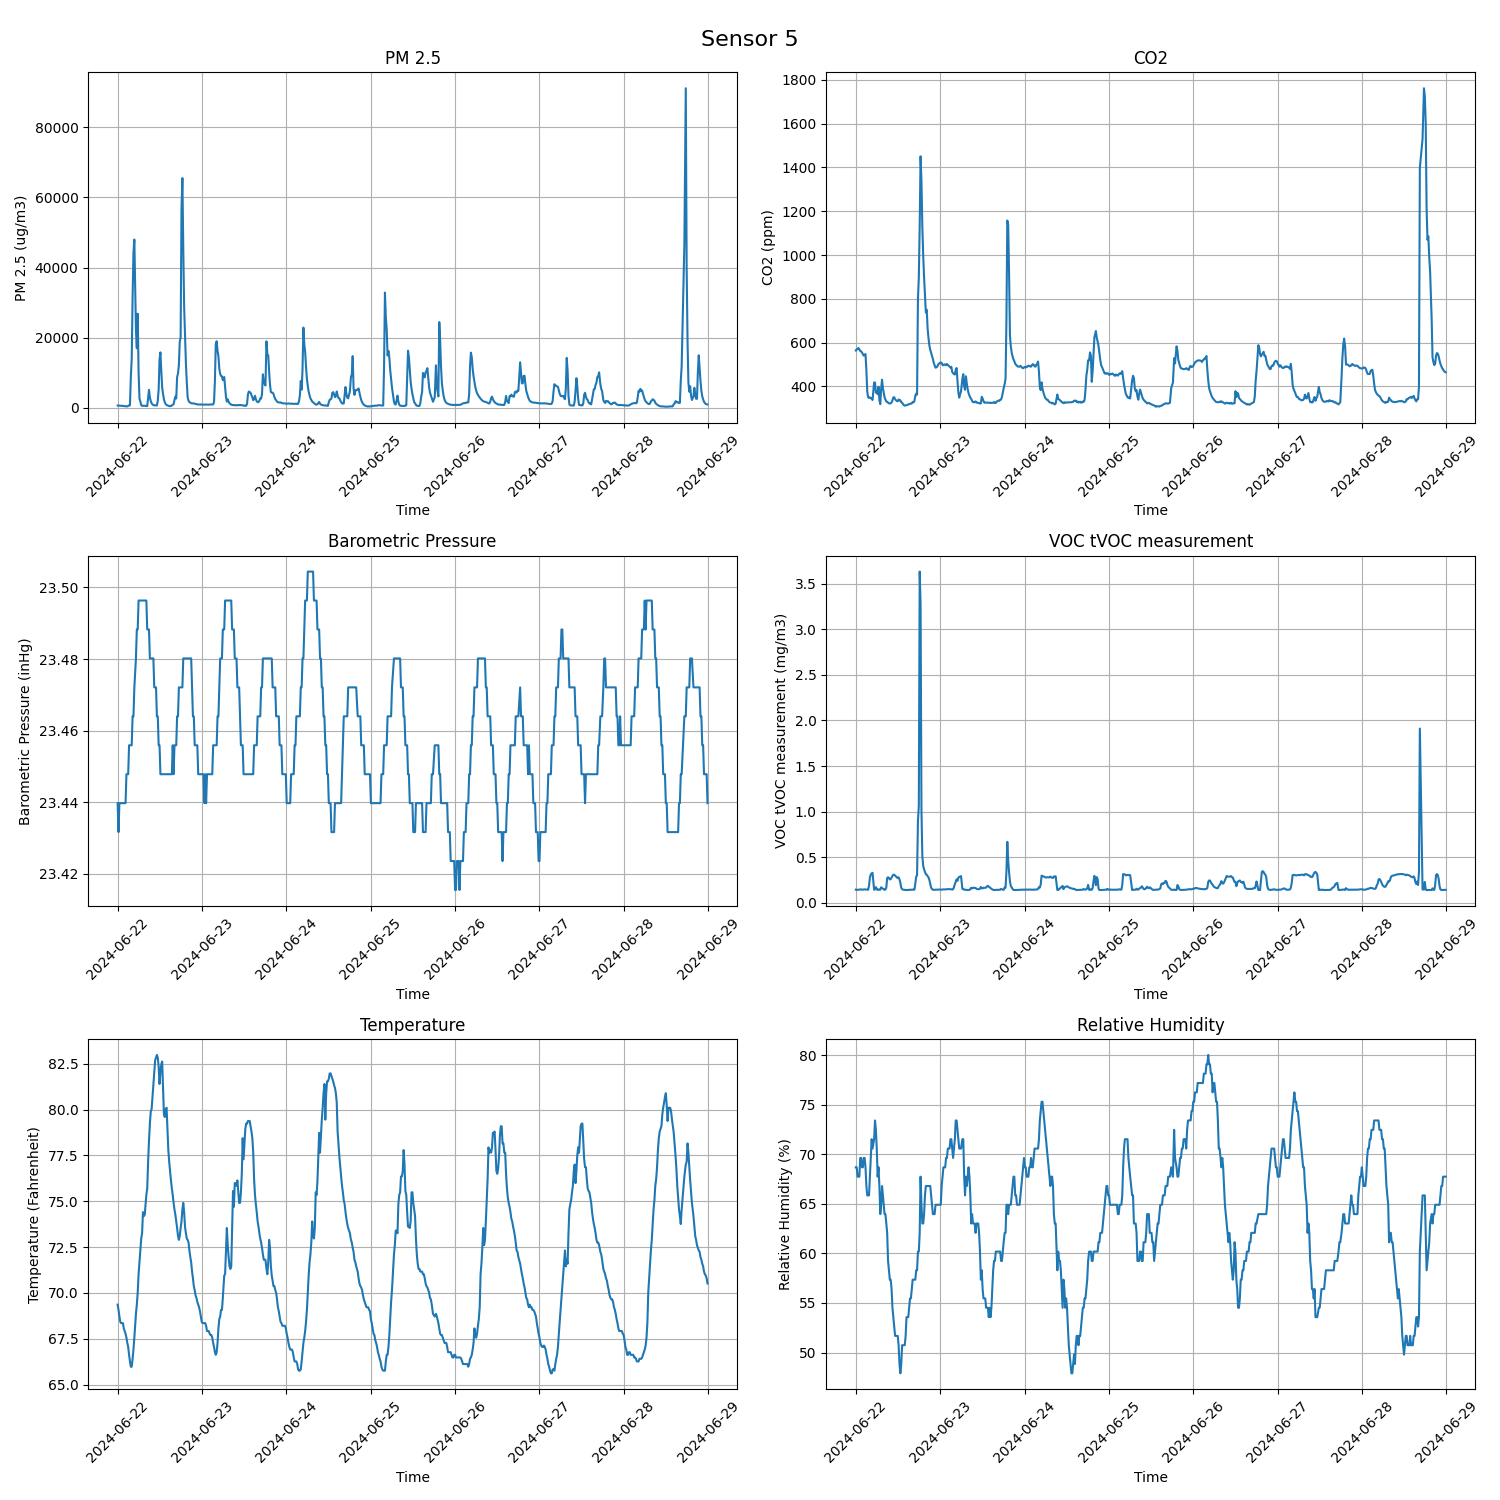 Sensor 5
PM 2.5
PM 2.5 (ug/m3)
80000
60000
40000
20000
0
2024-06-22 2024-06-23 2024-06-24 2024-06-25 2024-06-26 2024-06-27 2024-06-28 2024-06-29
Time
CO2
CO2 (ppm)
1800
1600
1400
1200
1000
800
600
400
2024-06-22 2024-06-23 2024-06-24 2024-06-25 2024-06-26 2024-06-27 2024-06-28 2024-06-29
Time
Barometric Pressure
Barometric Pressure (inHg)
23.50
23.48
23.46
23.44
23.42
2024-06-22 2024-06-23 2024-06-24 2024-06-25 2024-06-26 2024-06-27 2024-06-28 2024-06-29
Time
VOC tVOC measurement
VOC tVOC measurement (mg/m3)
3.5
3.0
2.5
2.0
1.5
1.0
0.5
0.0
2024-06-22 2024-06-23 2024-06-24 2024-06-25 2024-06-26 2024-06-27 2024-06-28 2024-06-29
Time
Temperature
Temperature (Fahrenheit)
82.5
80.0
77.5
75.0
72.5
70.0
67.5
65.0
2024-06-22 2024-06-23 2024-06-24 2024-06-25 2024-06-26 2024-06-27 2024-06-28 2024-06-29
Time
Relative Humidity
Relative Humidity (%)
80
75
70
65
60
55
50
2024-06-22 2024-06-23 2024-06-24 2024-06-25 2024-06-26 2024-06-27 2024-06-28 2024-06-29
Time